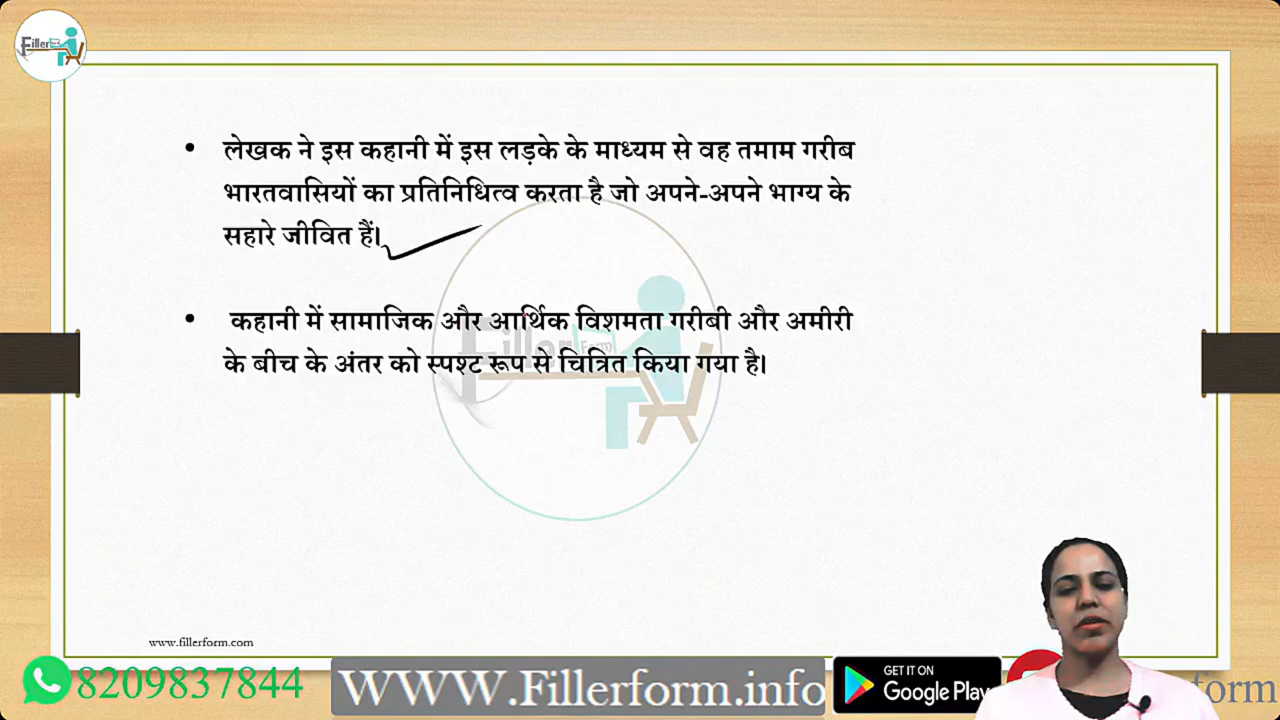 Filler
लेखक ने इस कहानी में इस लड़के के माध्यम से वह तमाम गरीब
भारतवासियों का प्रतिनिधित्व करता है जो अपने-अपने भाग्य के
सहारे जीवित हैं।
कहानी में सामाजिक और आर्थिक विशमता गरीबी और अमीरी
के बीच के अंतर को स्पश्ट रूप से चित्रित किया गया है।
Filler Form
www.fillerform.com
8209837844
WWW.Fillerform.info
GET IT ON
Google Play
form